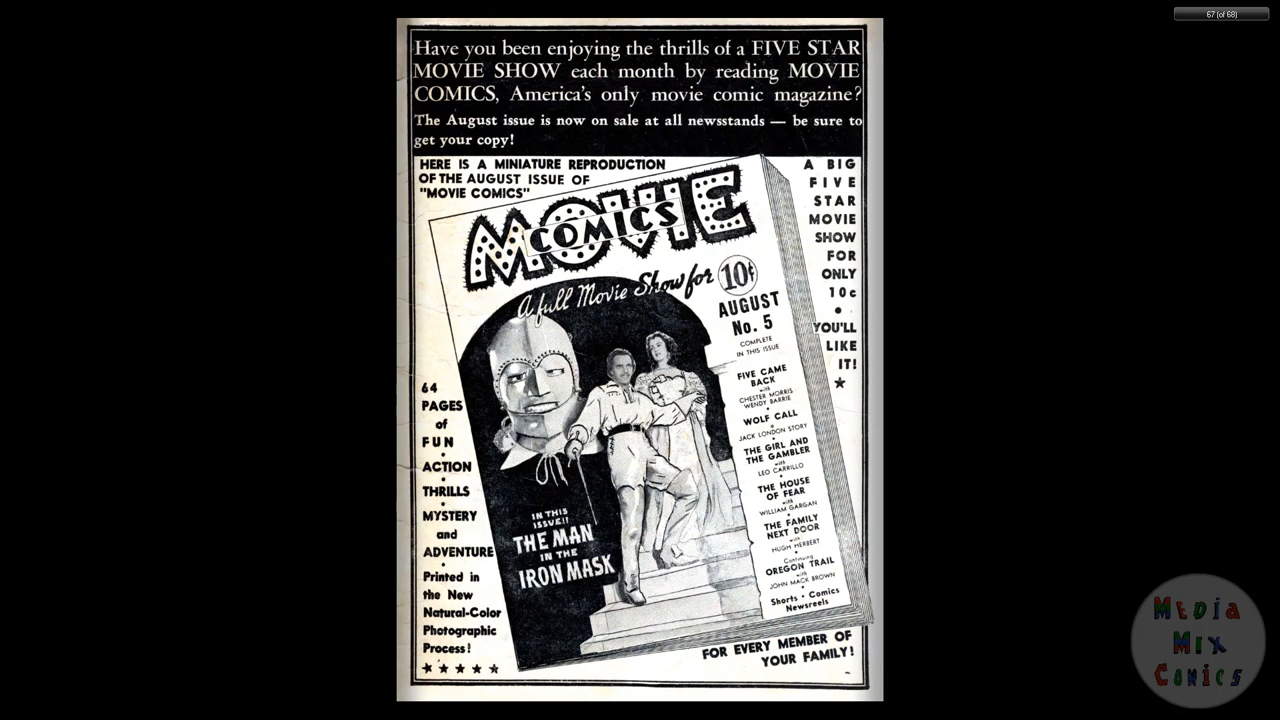 67 (of 68)
Have you been enjoying the thrills of a FIVE STAR
MOVIE SHOW each month by reading MOVIE
COMICS, America's only movie comic magazine?
The August issue is now on sale at all newsstands — be sure to
get your copy!
HERE IS A MINIATURE REPRODUCTION
OF THE AUGUST ISSUE OF
"MOVIE COMICS"
A BIG
FIVE
STAR
MOVIE
SHOW
FOR
ONLY
10c
•
YOU'LL
LIKE
IT!
★
MOVIE
COMICS
A full Movie Show for 10¢
AUGUST
No. 5
COMPLETE
IN THIS ISSUE
FIVE CAME
BACK
with
CHESTER MORRIS
WENDY BARRIE
•
WOLF CALL
a
JACK LONDON STORY
•
THE GIRL AND
THE GAMBLER
with
LEO CARRILLO
•
THE HOUSE
OF FEAR
with
WILLIAM GARGAN
•
THE FAMILY
NEXT DOOR
with
HUGH HERBERT
•
Continuing
OREGON TRAIL
with
JOHN MACK BROWN
•
Shorts • Comics
Newsreels
IN THIS
ISSUE!!
THE MAN
IN THE
IRON MASK
64
PAGES
of
FUN
•
ACTION
•
THRILLS
•
MYSTERY
and
ADVENTURE
•
Printed in
the New
Natural-Color
Photographic
Process!
★ ★ ★ ★ ★
FOR EVERY MEMBER OF
YOUR FAMILY!
MEDiA
MiX
COMiCS